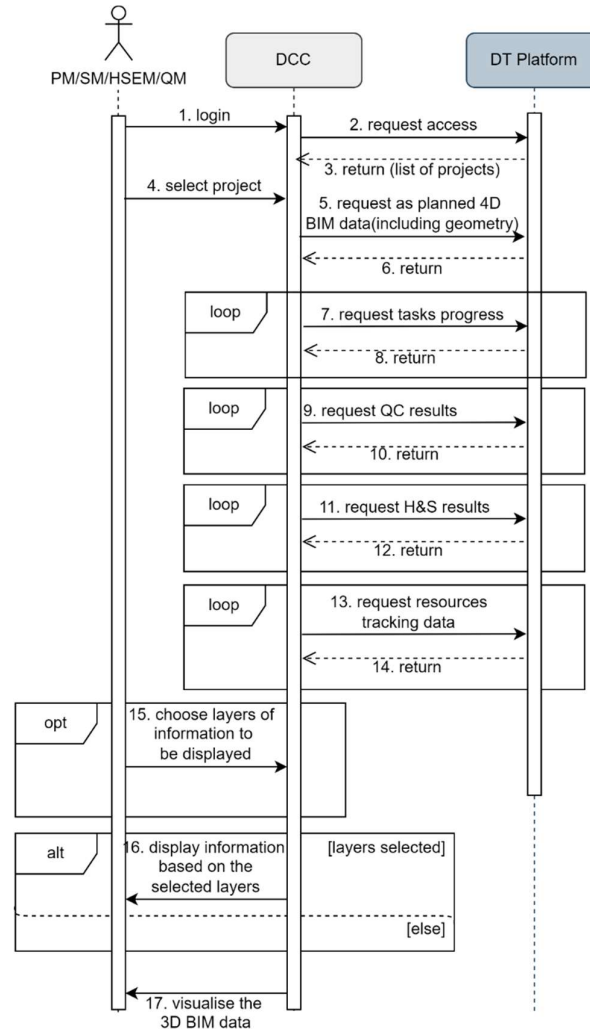 PM/SM/HSEM/QM
DCC
DT Platform
1. login
2. request access
3. return (list of projects)
4. select project
5. request as planned 4D
BIM data(including geometry)
6. return
loop
7. request tasks progress
8. return
loop
9. request QC results
10. return
loop
11. request H&S results
12. return
loop
13. request resources
tracking data
14. return
opt
15. choose layers of
information to
be displayed
alt
16. display information
based on the
selected layers
[layers selected]
[else]
17. visualise the
3D BIM data